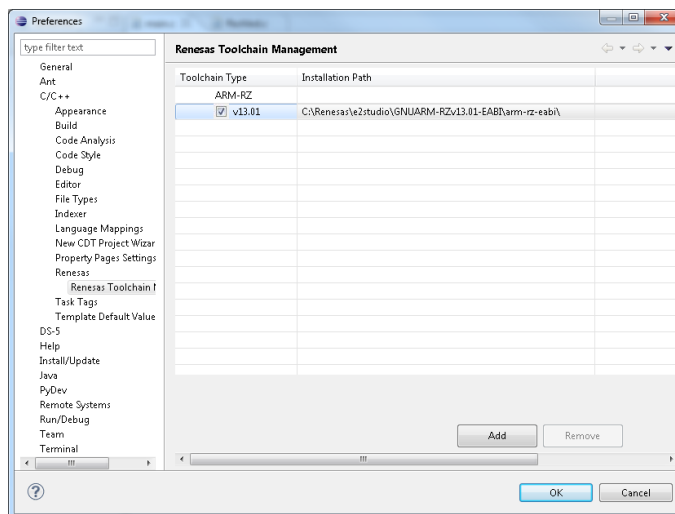 Preferences
type filter text
Renesas Toolchain Management
General
Ant
C/C++
Appearance
Build
Code Analysis
Code Style
Debug
Editor
File Types
Indexer
Language Mappings
New CDT Project Wizar
Property Pages Settings
Renesas
Renesas Toolchain
Task Tags
Template Default Value
DS-5
Help
Install/Update
Java
PyDev
Remote Systems
Run/Debug
Team
Terminal
Toolchain Type Installation Path
ARM-RZ
v13.01 C:\Renesas\e2studio\GNUARM-RZv13.01-EABI\arm-rz-eabi\
Add Remove
OK Cancel